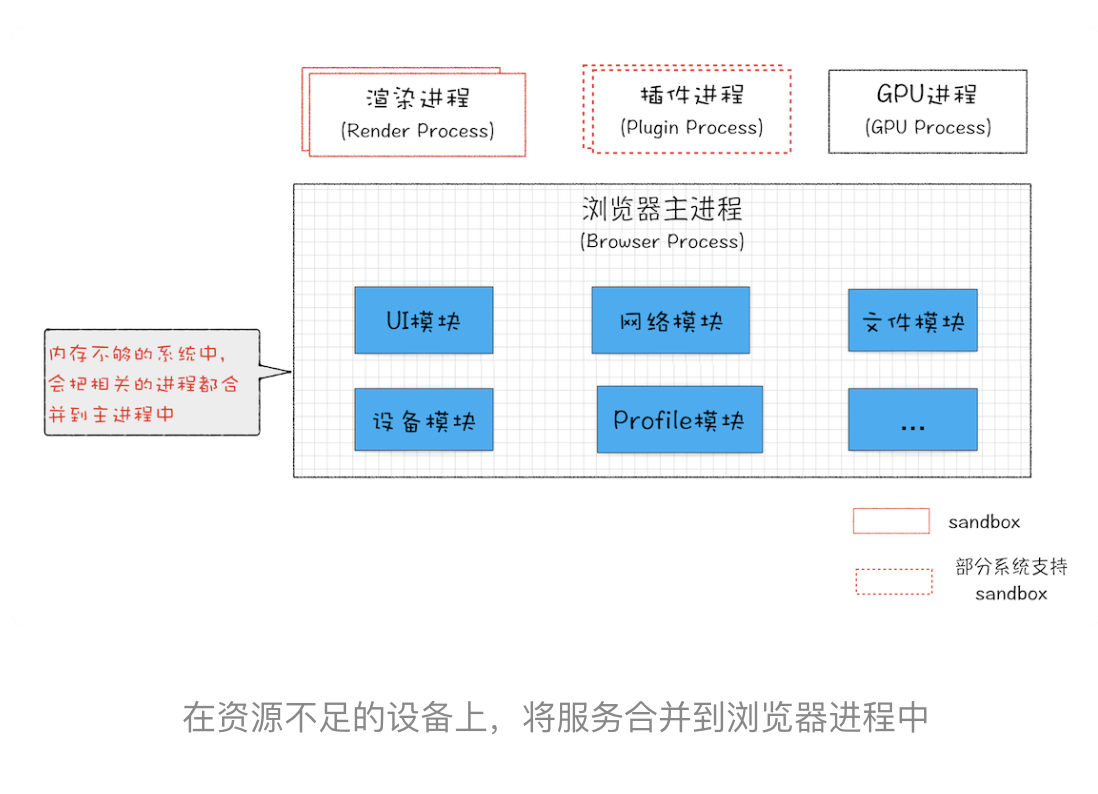 渲染进程
(Render Process)
插件进程
(Plugin Process)
GPU进程
(GPU Process)
浏览器主进程
(Browser Process)
UI模块
网络模块
文件模块
内存不够的系统中，
会把相关的进程都合
并到主进程中
设备模块
Profile模块
...
sandbox
部分系统支持
sandbox
在资源不足的设备上，将服务合并到浏览器进程中